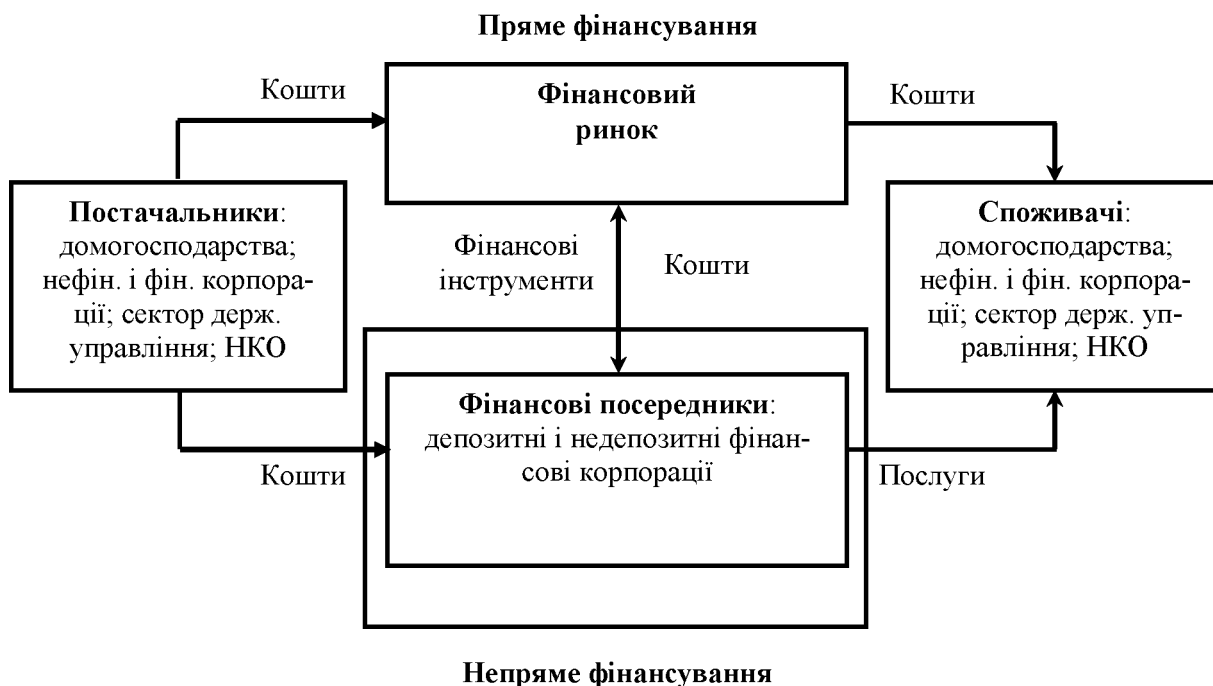 Пряме фінансування
Кошти
Фінансовий
ринок
Кошти
Постачальники:
домогосподарства;
нефін. і фін. корпора-
ції; сектор держ.
управління; НКО
Фінансові
інструменти
Кошти
Споживачі:
домогосподарства;
нефін. і фін. корпора-
ції; сектор держ. уп-
равління; НКО
Фінансові посередники:
депозитні і недепозитні фінан-
сові корпорації
Кошти
Послуги
Непряме фінансування